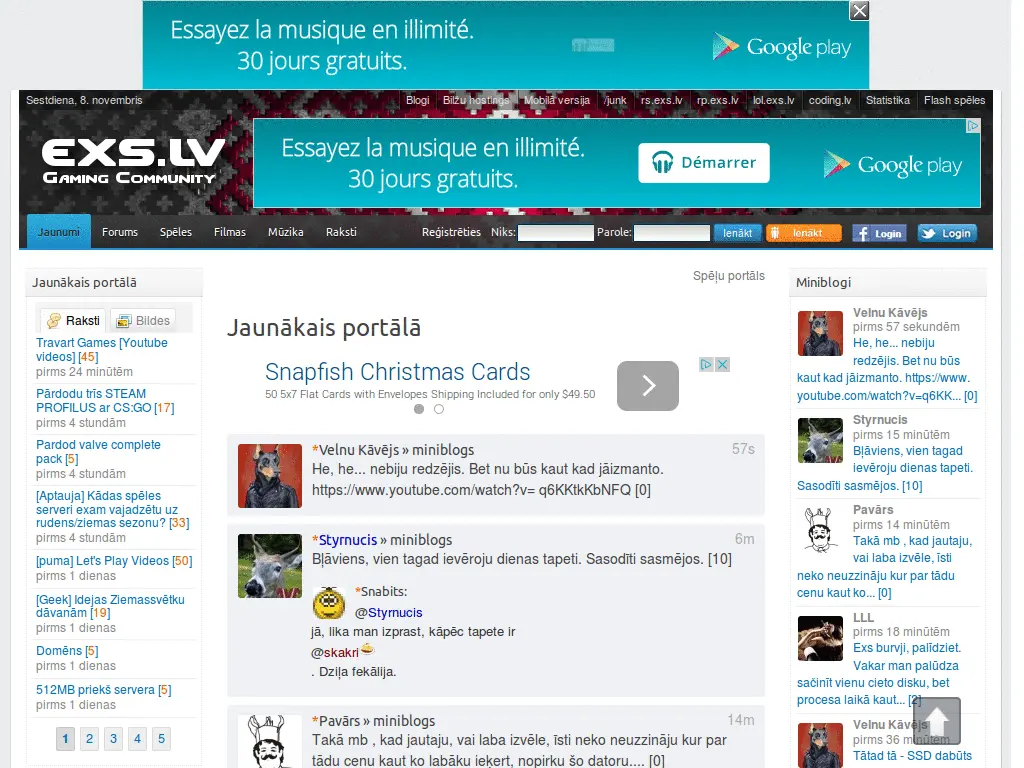 Essayez la musique en illimité.
30 jours gratuits.
Google play
Sestdiena, 8. novembris
Blogi
Bilžu hostings
Mobilā versija
/junk
rs.exs.lv
rp.exs.lv
lol.exs.lv
coding.lv
Statistika
Flash spēles
EXS.LV
GAMING COMMUNITY
Essayez la musique en illimité.
30 jours gratuits.
Démarrer
Google play
Jaunumi
Forums
Spēles
Filmas
Mūzika
Raksti
Reģistrēties
Niks:
Parole:
Ienākt
Ienākt
Login
Login
Jaunākais portālā
Raksti
Bildes
Travart Games [Youtube
videos] [45]
pirms 24 minūtēm
Pārdodu trīs STEAM
PROFILUS ar CS:GO [17]
pirms 4 stundām
Pardod valve complete
pack [5]
pirms 4 stundām
[Aptauja] Kādas spēles
serveri exam vajadzētu uz
rudens/ziemas sezonu? [33]
pirms 4 stundām
[puma] Let's Play Videos [50]
pirms 1 dienas
[Geek] Idejas Ziemassvētku
dāvanām [19]
pirms 1 dienas
Domēns [5]
pirms 1 dienas
512MB priekš servera [5]
pirms 1 dienas
1 2 3 4 5
Spēļu portāls
Jaunākais portālā
Snapfish Christmas Cards
50 5x7 Flat Cards with Envelopes Shipping Included for only $49.50
*Velnu Kāvējs » miniblogs
57s
He, he... nebiju redzējis. Bet nu būs kaut kad jāizmanto.
https://www.youtube.com/watch?v= q6KKtkKbNFQ [0]
*Styrnucis » miniblogs
6m
Bļāviens, vien tagad ievēroju dienas tapeti. Sasodīti sasmējos. [10]
*Snabits:
@Styrnucis
jā, lika man izprast, kāpēc tapete ir
@skakri
. Dziļa fekālija.
*Pavārs » miniblogs
14m
Takā mb , kad jautaju, vai laba izvēle, īsti neko neuzzināju kur par
tādu cenu kaut ko labāku iekert, nopirku šo datoru.... [0]
Miniblogi
Velnu Kāvējs
pirms 57 sekundēm
He, he... nebiju
redzējis. Bet nu būs
kaut kad jāizmanto. https://www.
youtube.com/watch?v=q6KK... [0]
Styrnucis
pirms 15 minūtēm
Bļāviens, vien tagad
ievēroju dienas tapeti.
Sasodīti sasmējos. [10]
Pavārs
pirms 14 minūtēm
Takā mb , kad jautaju,
vai laba izvēle, īsti
neko neuzzināju kur par tādu
cenu kaut ko... [0]
LLL
pirms 18 minūtēm
Exs burvji, palīdziet.
Vakar man palūdza
sačinīt vienu cieto disku, bet
procesa laikā kaut... [2]
Velnu Kāvējs
pirms 36 minūtēm
Tātad tā - SSD dabūts